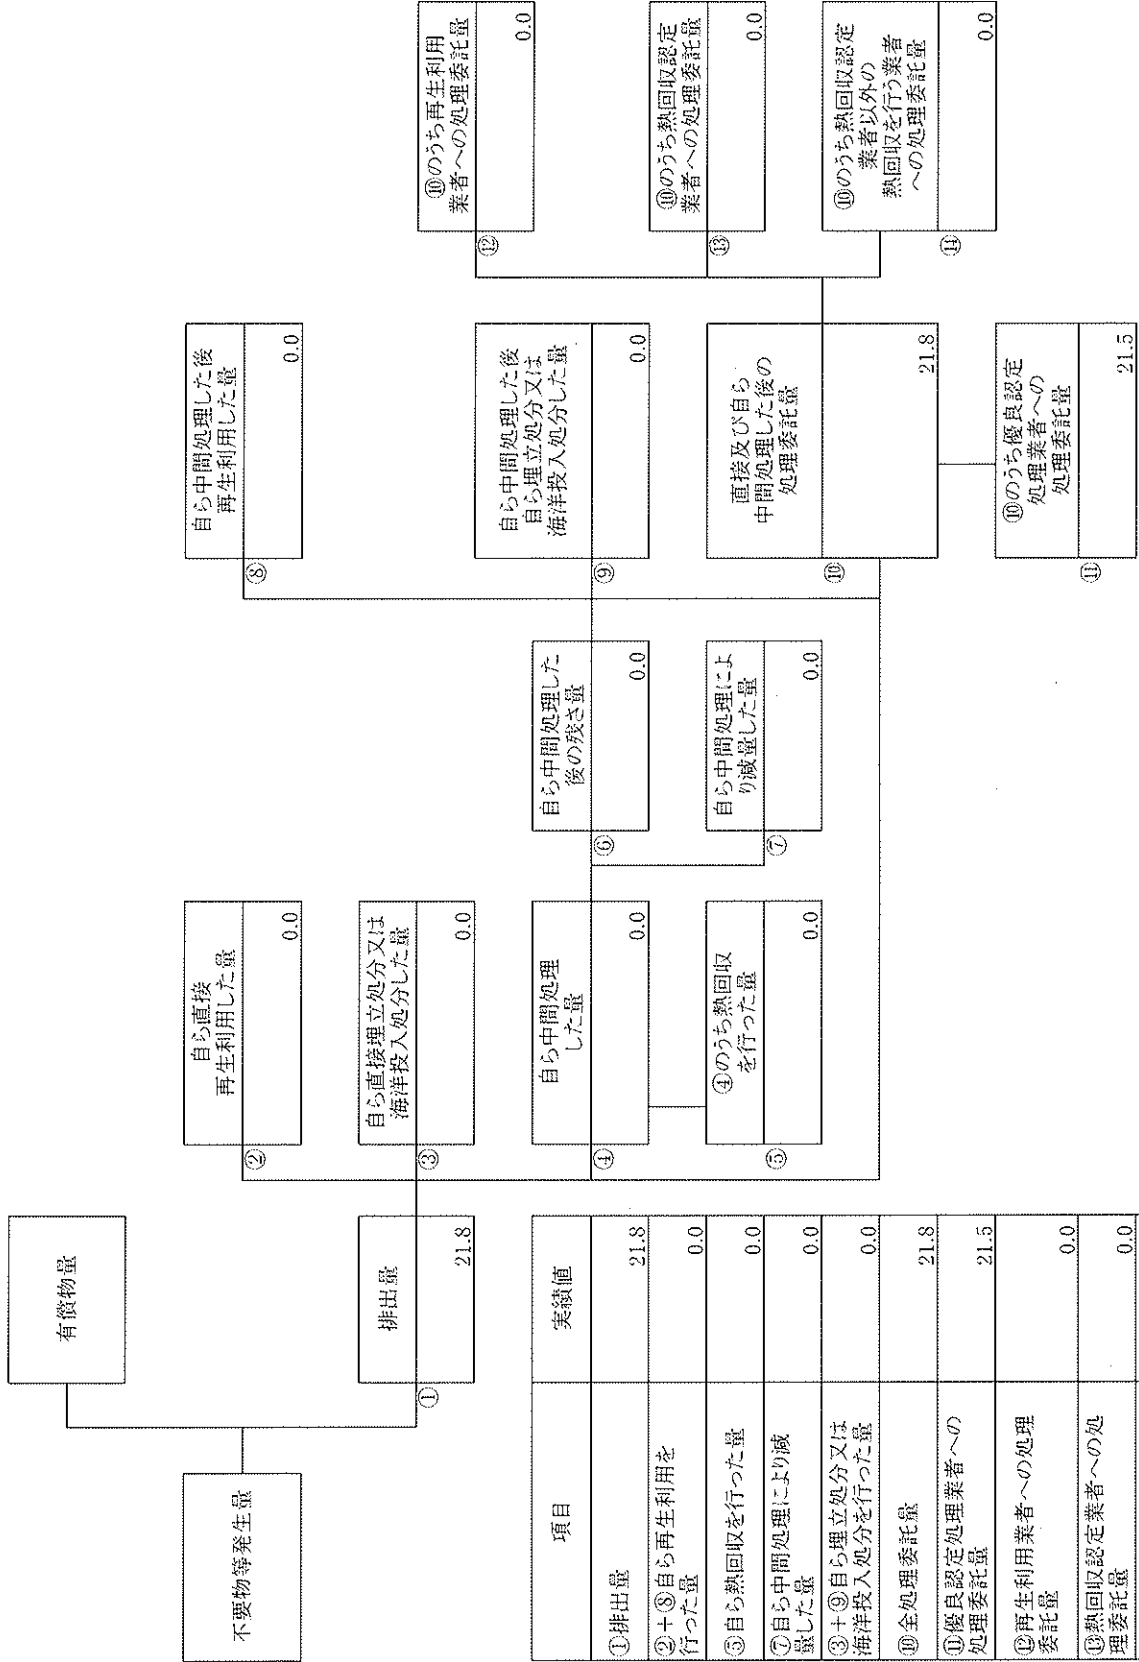 不要物等発生量
有償物量
①
排出量
21.8
②
自ら直接
再生利用した量
0.0
③
自ら直接埋立処分又は
海洋投入処分した量
0.0
④
自ら中間処理
した量
0.0
⑤
④のうち熱回収
を行った量
0.0
⑥
自ら中間処理した
後の残さ量
0.0
⑦
自ら中間処理によ
り減量した量
0.0
⑧
自ら中間処理した後
再生利用した量
0.0
⑨
自ら中間処理した後
自ら埋立処分又は
海洋投入処分した量
0.0
⑩
直接及び自ら
中間処理した後の
処理委託量
21.8
⑪
⑩のうち優良認定
処理業者への
処理委託量
21.5
⑫
⑩のうち再生利用
業者への処理委託量
0.0
⑬
⑩のうち熱回収認定
業者への処理委託量
0.0
⑭
⑩のうち熱回収認定
業者以外の
熱回収を行う業者
への処理委託量
0.0
項目 実績値
①排出量 21.8
②+⑧自ら再生利用を
行った量 0.0
⑤自ら熱回収を行った量 0.0
⑦自ら中間処理により減
量した量 0.0
③+⑨自ら埋立処分又は
海洋投入処分を行った量 0.0
⑩全処理委託量 21.8
⑪優良認定処理業者への
処理委託量 21.5
⑫再生利用業者への処理
委託量 0.0
⑬熱回収認定業者への処
理委託量 0.0